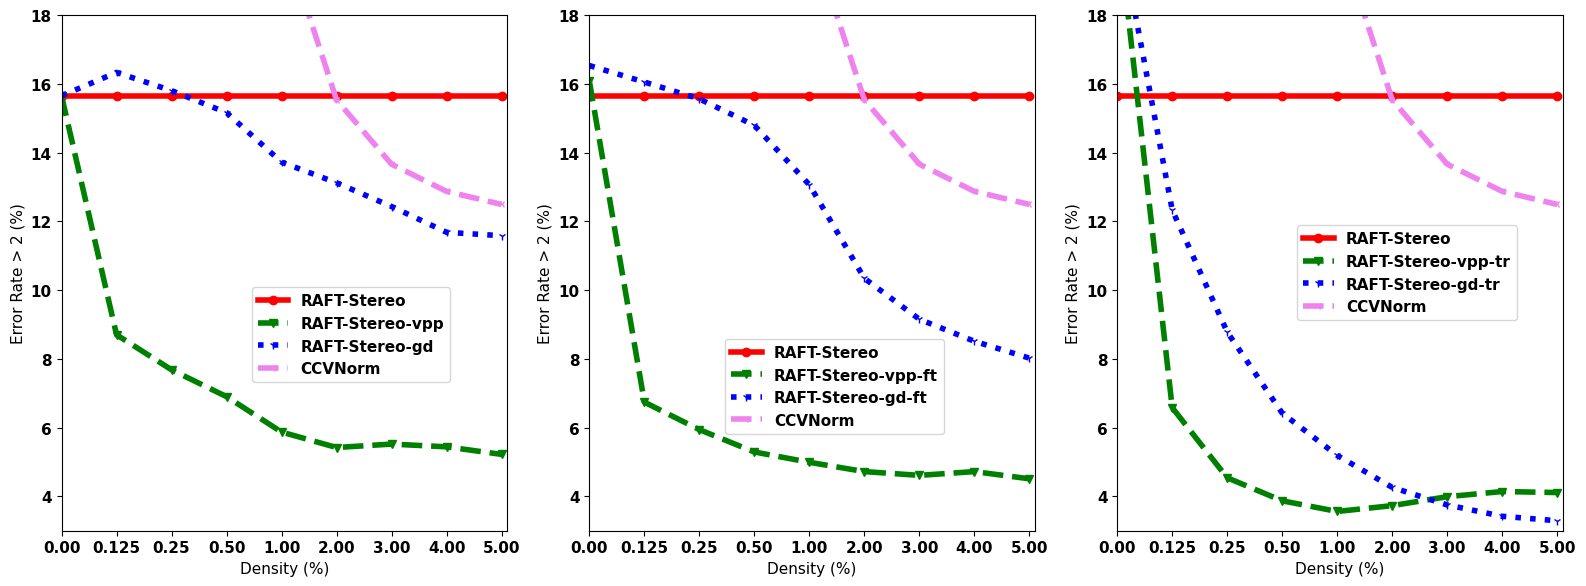 18
16
14
12
10
8
6
4
Error Rate > 2 (%)
RAFT-Stereo
RAFT-Stereo-vpp
RAFT-Stereo-gd
CCVNorm
0.00 0.125 0.25 0.50 1.00 2.00 3.00 4.00 5.00
Density (%)
18
16
14
12
10
8
6
4
Error Rate > 2 (%)
RAFT-Stereo
RAFT-Stereo-vpp-ft
RAFT-Stereo-gd-ft
CCVNorm
0.00 0.125 0.25 0.50 1.00 2.00 3.00 4.00 5.00
Density (%)
18
16
14
12
10
8
6
4
Error Rate > 2 (%)
RAFT-Stereo
RAFT-Stereo-vpp-tr
RAFT-Stereo-gd-tr
CCVNorm
0.00 0.125 0.25 0.50 1.00 2.00 3.00 4.00 5.00
Density (%)